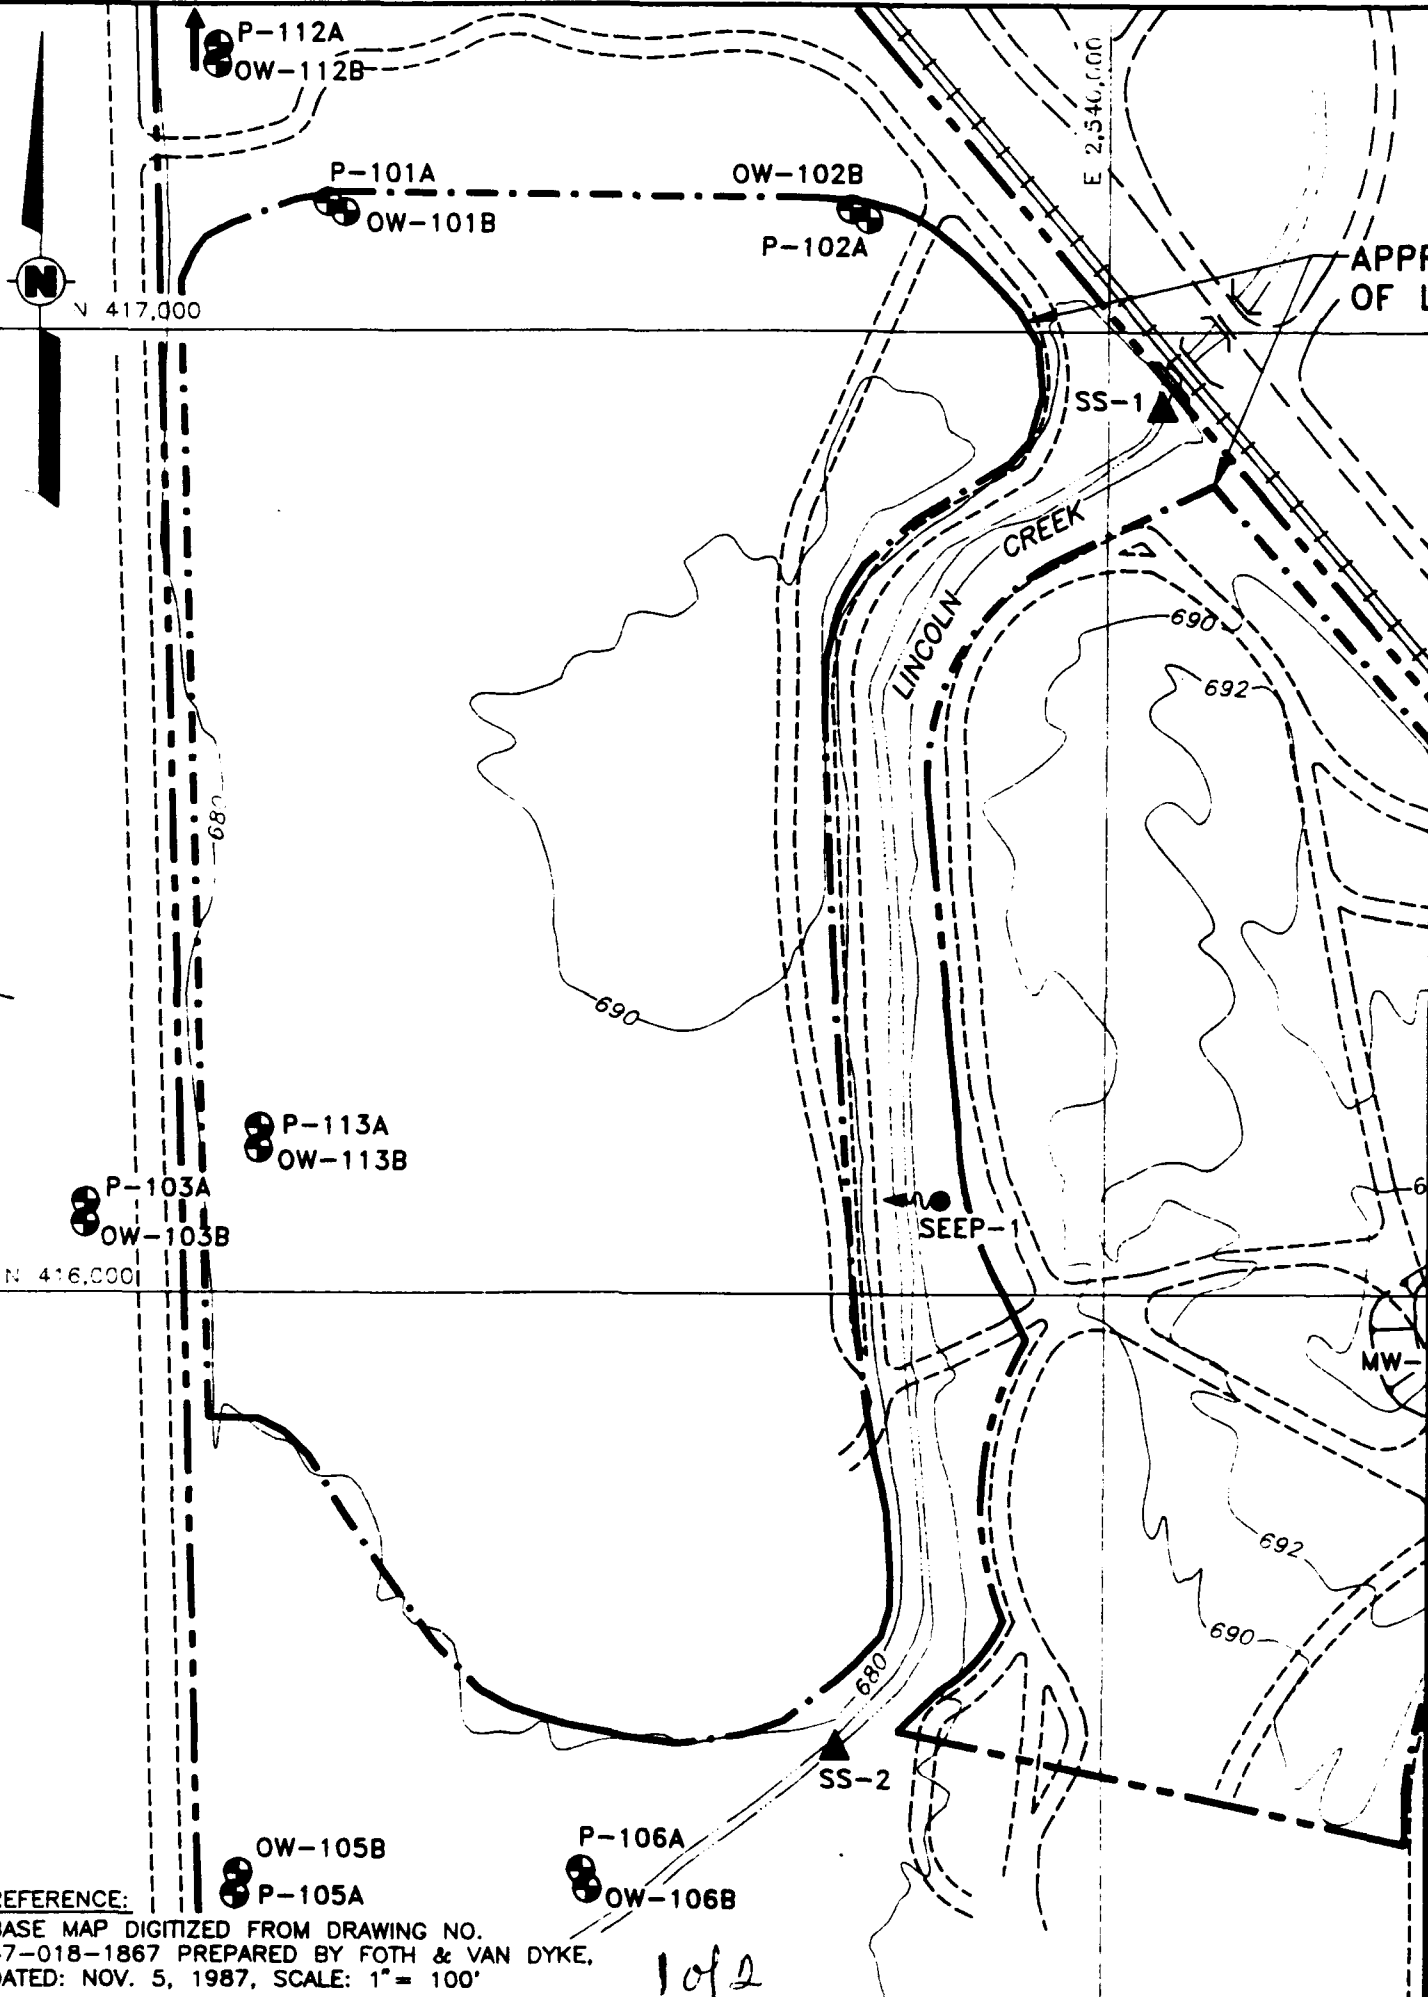 P-112A
OW-112B
E 2,540,000
P-101A
OW-101B
OW-102B
P-102A
N
N 417,000
SS-1
CREEK
LINCOLN
690
692
690
P-113A
OW-113B
P-103A
OW-103B
SEEP-1
N 416,000
MW-
692
690
680
SS-2
OW-105B
P-105A
P-106A
OW-106B
REFERENCE:
BASE MAP DIGITIZED FROM DRAWING NO.
7-018-1867 PREPARED BY FOTH & VAN DYKE,
DATED: NOV. 5, 1987, SCALE: 1"= 100'
1 of 2